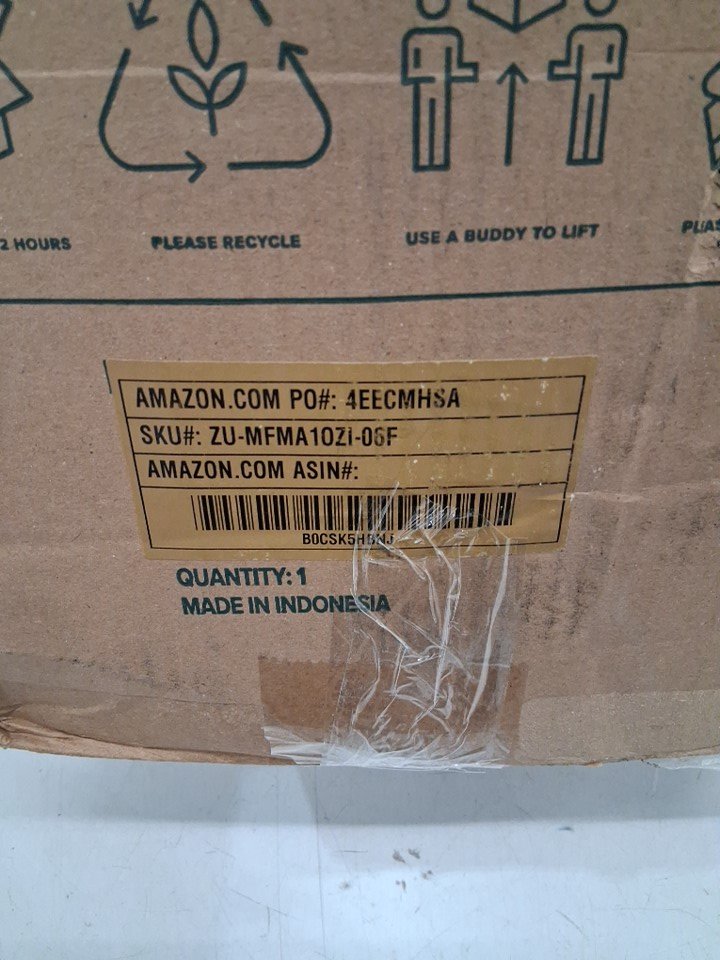 2 HOURS
PLEASE RECYCLE
USE A BUDDY TO LIFT
AMAZON.COM PO#: 4EECMHSA
SKU#: ZU-MFMA10ZI-06F
AMAZON.COM ASIN#:
QUANTITY: 1
MADE IN INDONESIA